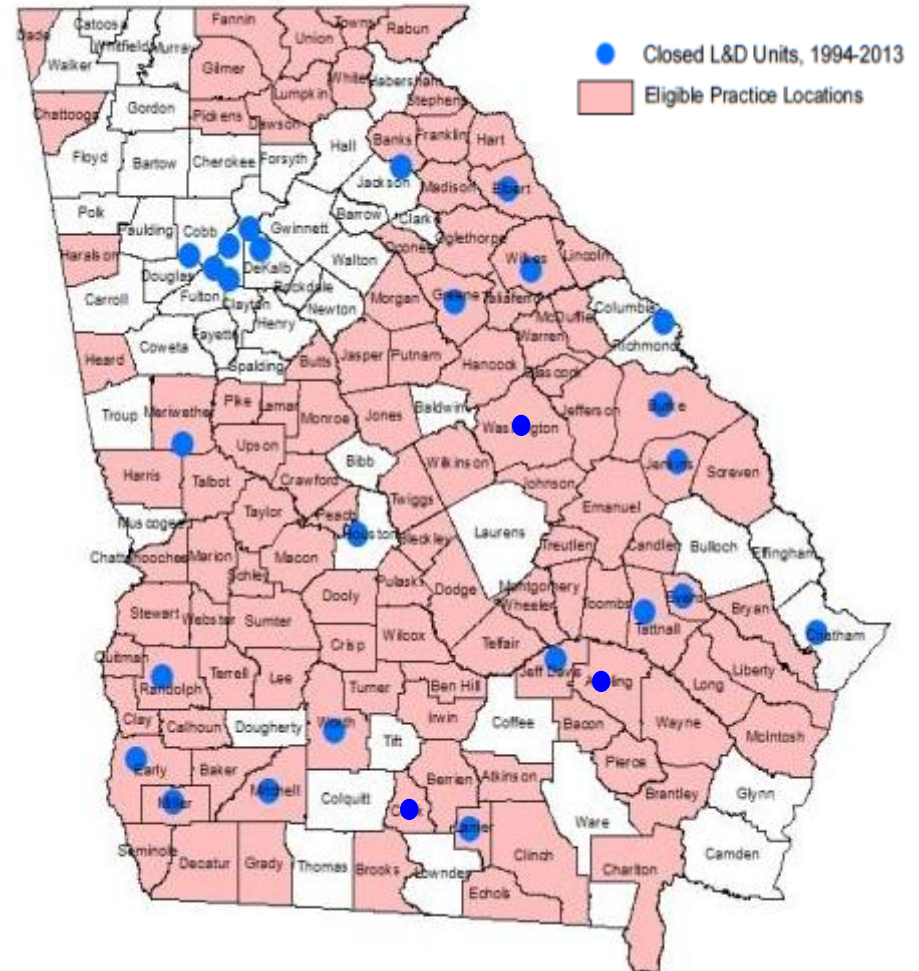 Closed L&D Units, 1994-2013
Eligible Practice Locations
Dade
Catoosa
Whitfield
Murray
Fannin
Union
Towns
Rabun
Walker
Gilmer
White
Habersham
Lumpkin
Stephens
Chattooga
Gordon
Pickens
Dawson
Banks
Franklin
Hart
Hall
Floyd
Bartow
Cherokee
Forsyth
Jackson
Madison
Elbert
Polk
Paulding
Cobb
Gwinnett
Barrow
Clark
Oconee
Oglethorpe
Haralson
Douglas
DeKalb
Walton
Wilkes
Lincoln
Carroll
Fulton
Clayton
Rockdale
Newton
Morgan
Greene
Taliaferro
McDuffie
Columbia
Heard
Coweta
Fayette
Henry
Spalding
Butts
Jasper
Putnam
Hancock
Warren
Richmond
Troup
Meriwether
Pike
Lamar
Monroe
Jones
Baldwin
Washington
Jefferson
Burke
Upson
Bibb
Wilkinson
Jenkins
Screven
Harris
Talbot
Crawford
Twiggs
Johnson
Emanuel
Muscogee
Taylor
Peach
Houston
Bleckley
Laurens
Treutlen
Candler
Bulloch
Effingham
Chattahoochee
Marion
Macon
Schley
Pulaski
Dodge
Montgomery
Wheeler
Toombs
Evans
Bryan
Stewart
Webster
Sumter
Dooly
Wilcox
Telfair
Tattnall
Chatham
Quitman
Crisp
Jeff Davis
Liberty
Long
Randolph
Terrell
Lee
Turner
Ben Hill
Clay
Calhoun
Dougherty
Worth
Irwin
Coffee
Bacon
Wayne
McIntosh
Tift
Early
Baker
Mitchell
Berrien
Atkinson
Pierce
Brantley
Glynn
Miller
Colquitt
Lanier
Ware
Seminole
Decatur
Grady
Thomas
Brooks
Lowndes
Clinch
Charlton
Camden
Echols